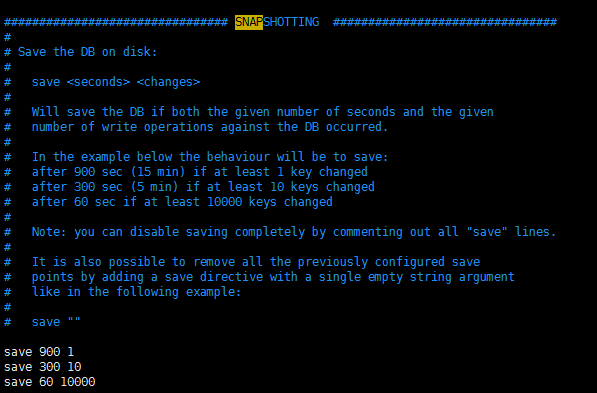 ################################ SNAPSHOTTING ################################
#
# Save the DB on disk:
#
#   save <seconds> <changes>
#
#   Will save the DB if both the given number of seconds and the given
#   number of write operations against the DB occurred.
#
#   In the example below the behaviour will be to save:
#   after 900 sec (15 min) if at least 1 key changed
#   after 300 sec (5 min) if at least 10 keys changed
#   after 60 sec if at least 10000 keys changed
#
#   Note: you can disable saving completely by commenting out all "save" lines.
#
#   It is also possible to remove all the previously configured save
#   points by adding a save directive with a single empty string argument
#   like in the following example:
#
#   save ""

save 900 1
save 300 10
save 60 10000